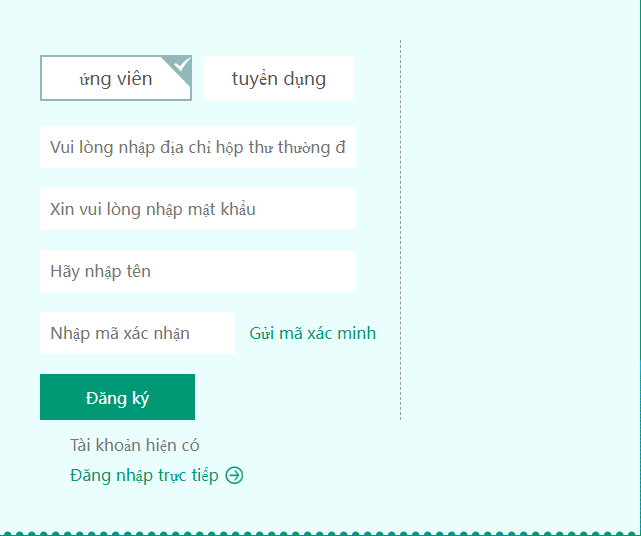 ứng viên
tuyển dụng
Vui lòng nhập địa chỉ hộp thư thường đ
Xin vui lòng nhập mật khẩu
Hãy nhập tên
Nhập mã xác nhận
Gửi mã xác minh
Đăng ký
Tài khoản hiện có
Đăng nhập trực tiếp